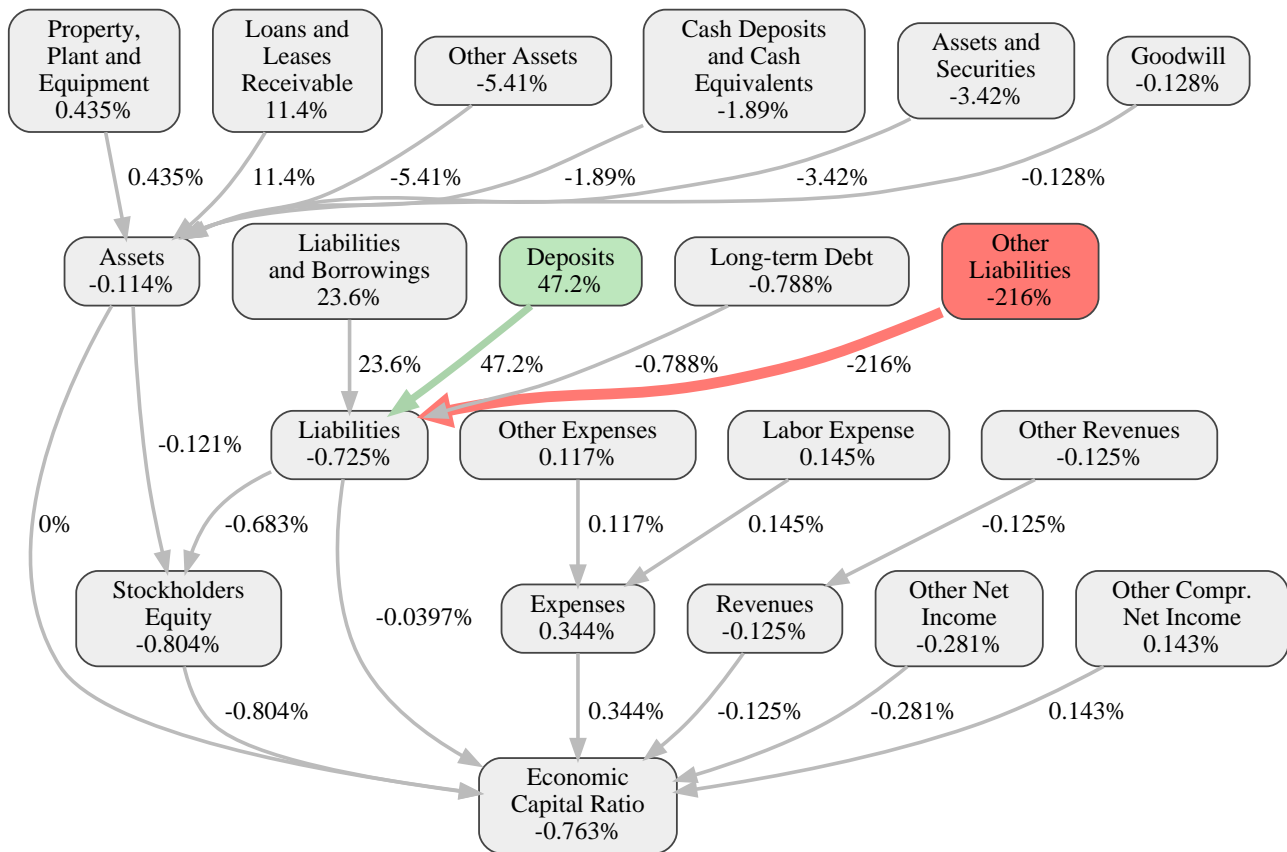 Property,
Plant and
Equipment
0.435%
Loans and
Leases
Receivable
11.4%
Other Assets
-5.41%
Cash Deposits
and Cash
Equivalents
-1.89%
Assets and
Securities
-3.42%
Goodwill
-0.128%
0.435%
11.4%
-5.41%
-1.89%
-3.42%
-0.128%
Assets
-0.114%
Liabilities
and Borrowings
23.6%
Deposits
47.2%
Long-term Debt
-0.788%
Other
Liabilities
-216%
23.6%
47.2%
-0.788%
-216%
-0.121%
Liabilities
-0.725%
Other Expenses
0.117%
Labor Expense
0.145%
Other Revenues
-0.125%
0%
-0.683%
0.117%
0.145%
-0.125%
Stockholders
Equity
-0.804%
-0.0397%
Expenses
0.344%
Revenues
-0.125%
Other Net
Income
-0.281%
Other Compr.
Net Income
0.143%
-0.804%
0.344%
-0.125%
-0.281%
0.143%
Economic
Capital Ratio
-0.763%